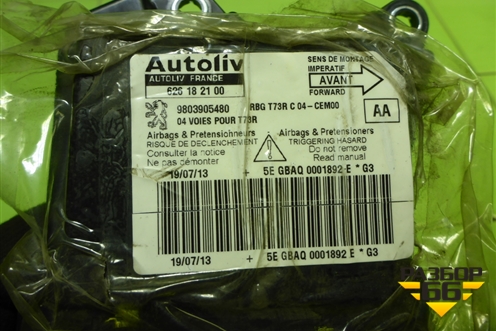 Autoliv
AUTOLIV FRANCE
626 18 21 00
SENS DE MONTAGE
IMPERATIF
AVANT
FORWARD
9803905480
RBG T73R C 04-CEM00
04 VOIES POUR T73R
AA
Airbags & Pretensionneurs
RISQUE DE DECLENCHEMENT
Consulter la notice
Ne pas démonter
Airbags & Pretensioners
TRIGGERING HASARD
Do not remove
Read manual
19/07/13 + 5E GBAQ 0001892 E * G3
19/07/13 + 5E GBAQ 0001892 E * G3
РАЗБОР
66